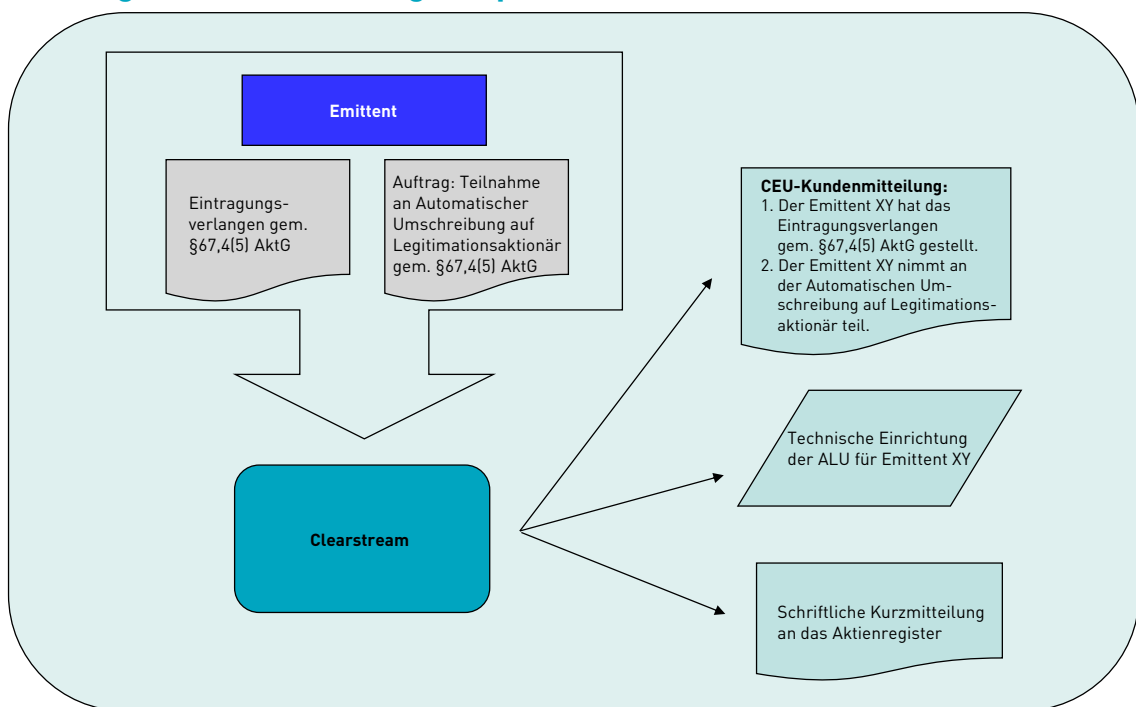 Emittent
Eintragungs-
verlangen gem.
§67,4(5) AktG
Auftrag: Teilnahme
an Automatischer
Umschreibung auf
Legitimationsaktionär
gem. §67,4(5) AktG
CEU-Kundenmitteilung:
1. Der Emittent XY hat das
Eintragungsverlangen
gem. §67,4(5) AktG gestellt.
2. Der Emittent XY nimmt an
der Automatischen Um-
schreibung auf Legitimations-
aktionär teil.
Technische Einrichtung
der ALU für Emittent XY
Clearstream
Schriftliche Kurzmitteilung
an das Aktienregister